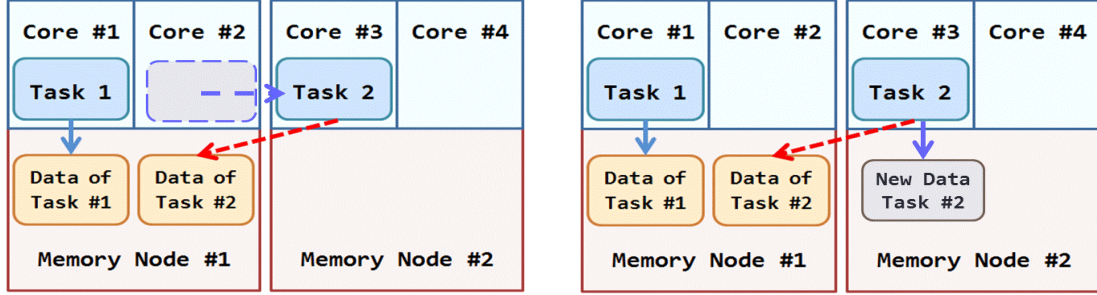 Core #1 Core #2 Core #3 Core #4
Task 1 Task 2
Data of Data of
Task #1 Task #2
Memory Node #1 Memory Node #2
Core #1 Core #2 Core #3 Core #4
Task 1 Task 2
Data of Data of New Data
Task #1 Task #2 Task #2
Memory Node #1 Memory Node #2